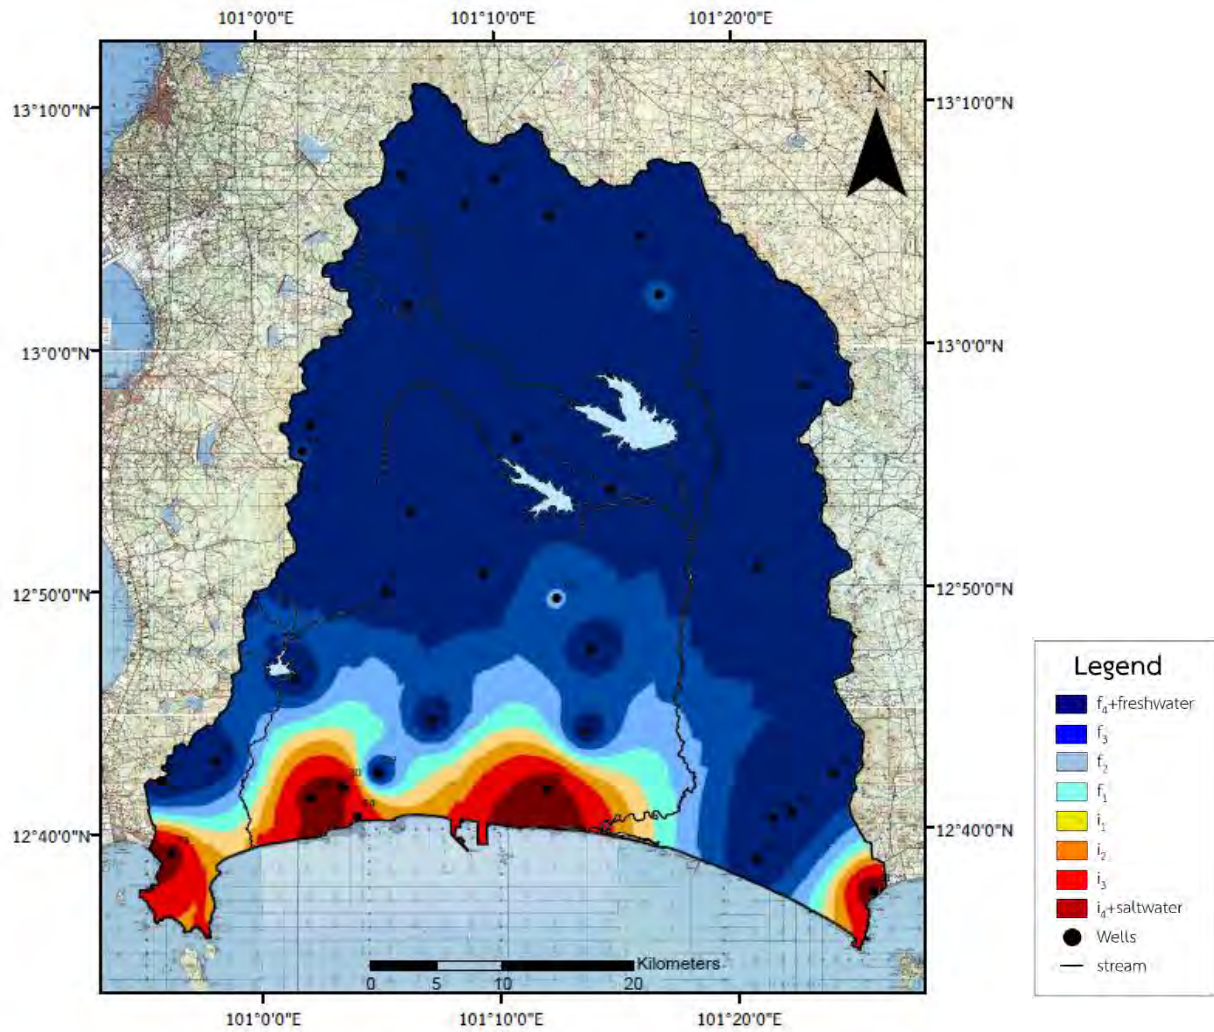 101°0'0"E 101°10'0"E 101°20'0"E
N
13°10'0"N 13°10'0"N
13°0'0"N 13°0'0"N
12°50'0"N 12°50'0"N
12°40'0"N 12°40'0"N
Kilometers
0 5 10 20
101°0'0"E 101°10'0"E 101°20'0"E
Legend
f₄+freshwater
f₃
f₂
f₁
i₁
i₂
i₃
i₄+saltwater
Wells
stream